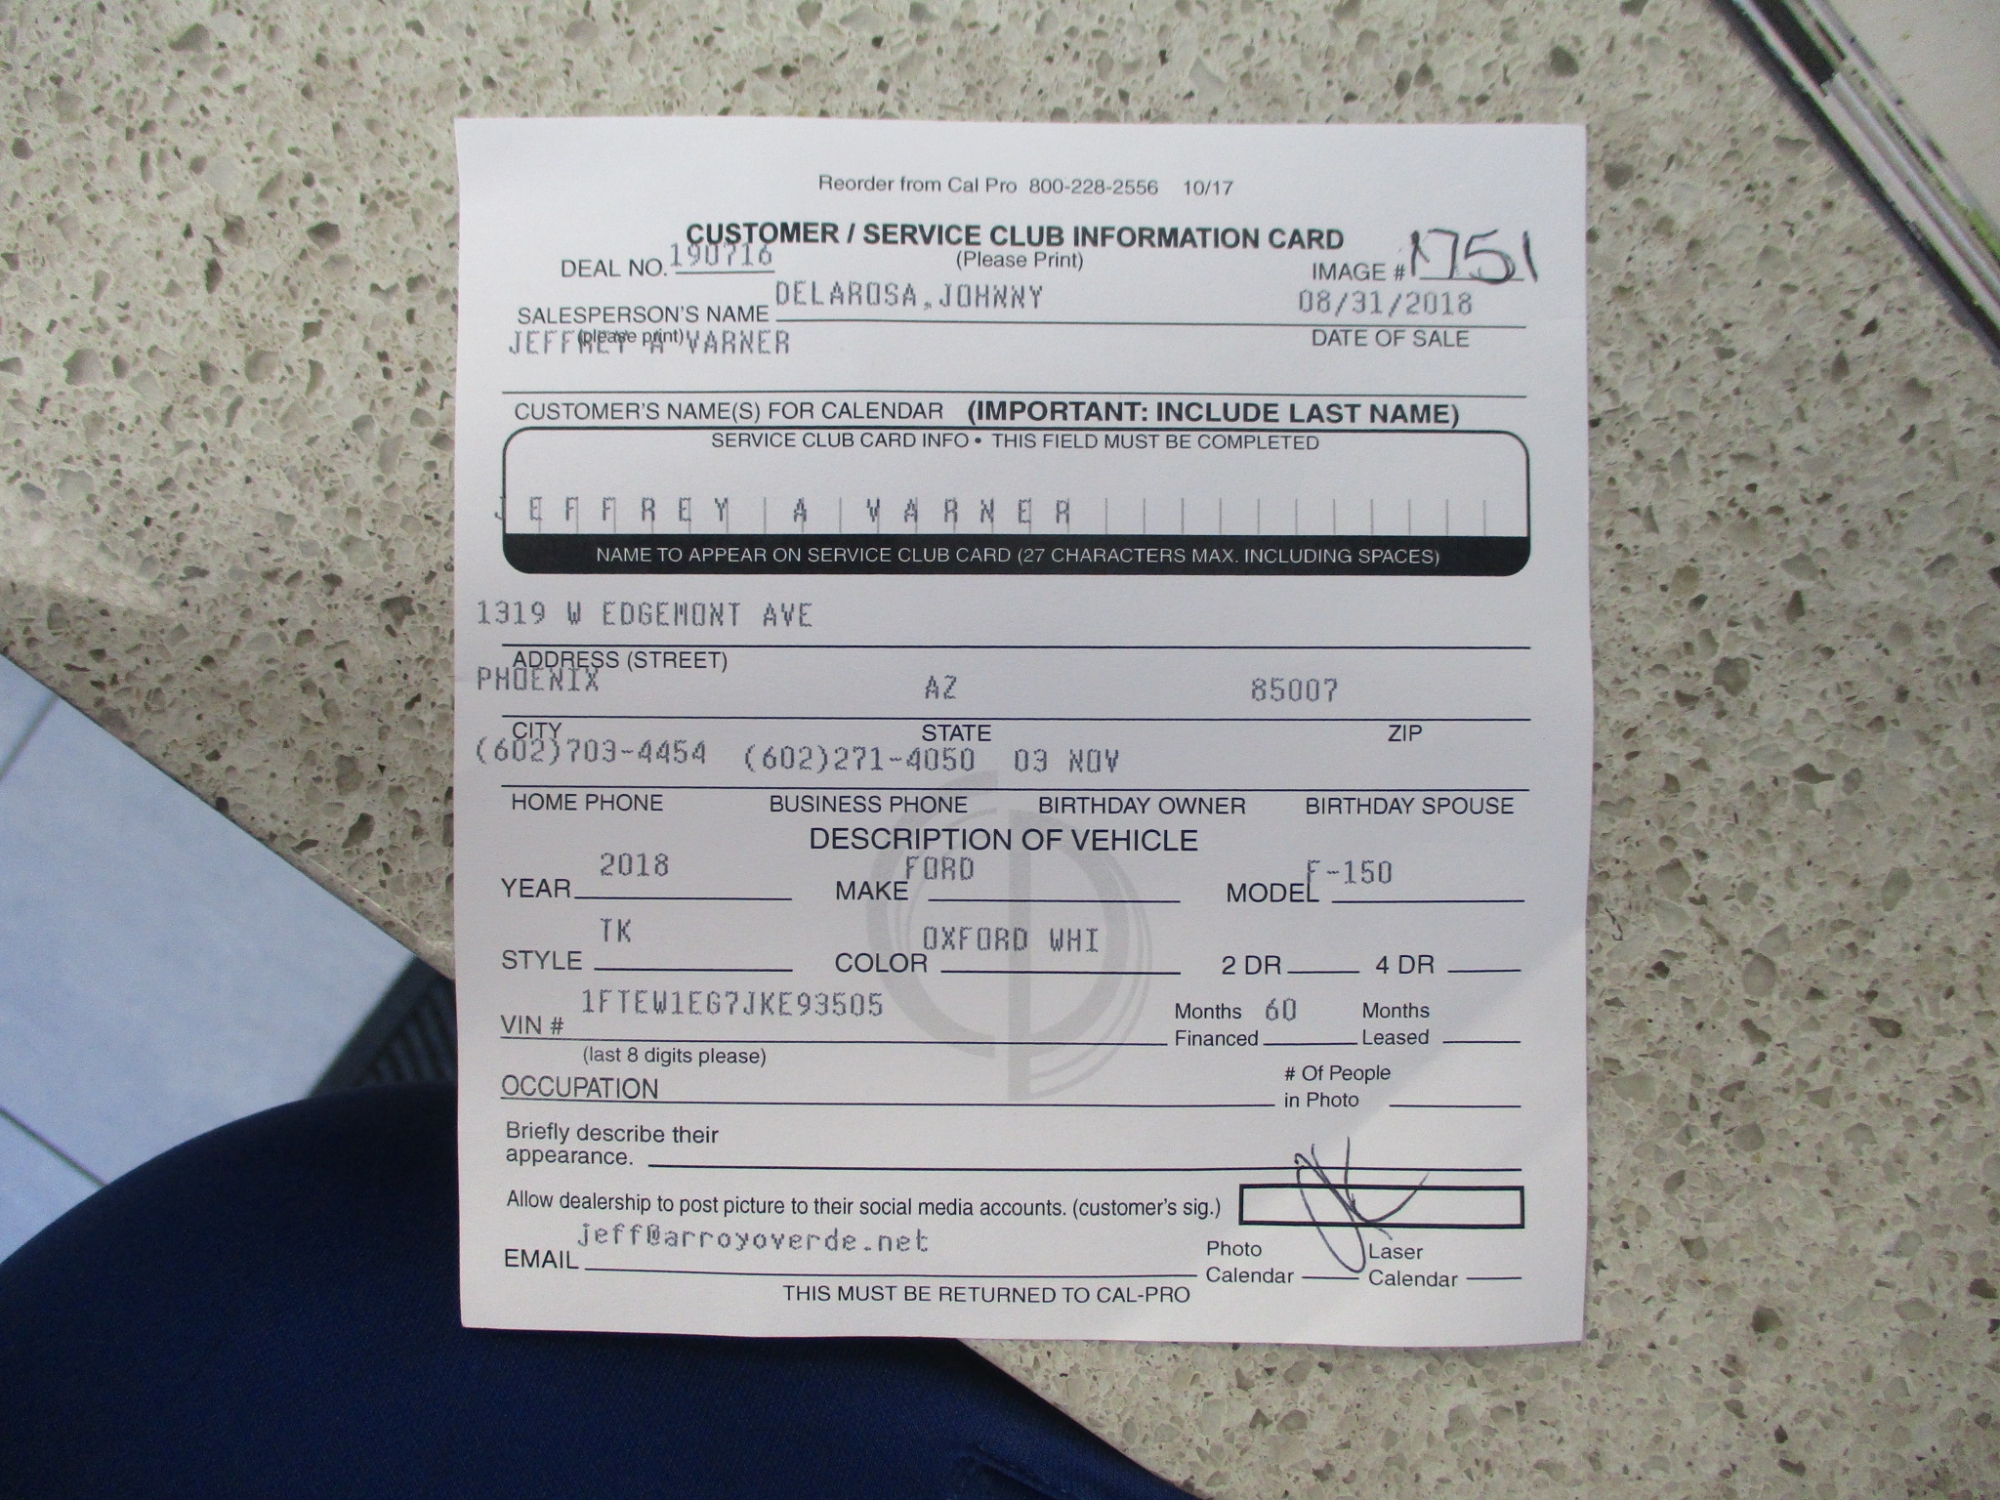 Reorder from Cal Pro 800-228-2556 10/17
CUSTOMER / SERVICE CLUB INFORMATION CARD
DEAL NO. 190716 (Please Print) IMAGE # 1751
SALESPERSON'S NAME DELAROSA,JOHNNY 08/31/2018
(please print) DATE OF SALE
JEFFREY A VARNER
CUSTOMER'S NAME(S) FOR CALENDAR (IMPORTANT: INCLUDE LAST NAME)
SERVICE CLUB CARD INFO • THIS FIELD MUST BE COMPLETED
JEFFREY A VARNER
NAME TO APPEAR ON SERVICE CLUB CARD (27 CHARACTERS MAX. INCLUDING SPACES)
1319 W EDGEMONT AVE
ADDRESS (STREET)
PHOENIX AZ 85007
CITY STATE ZIP
(602)703-4454 (602)271-4050 03 NOV
HOME PHONE BUSINESS PHONE BIRTHDAY OWNER BIRTHDAY SPOUSE
DESCRIPTION OF VEHICLE
YEAR 2018 MAKE FORD MODEL F-150
STYLE TK COLOR OXFORD WHI 2 DR 4 DR
VIN # 1FTEW1EG7JKE93505 Months Financed 60 Months Leased
(last 8 digits please)
OCCUPATION # Of People in Photo
Briefly describe their
appearance.
Allow dealership to post picture to their social media accounts. (customer's sig.)
EMAIL jeff@arroyoverde.net Photo Calendar Laser Calendar
THIS MUST BE RETURNED TO CAL-PRO